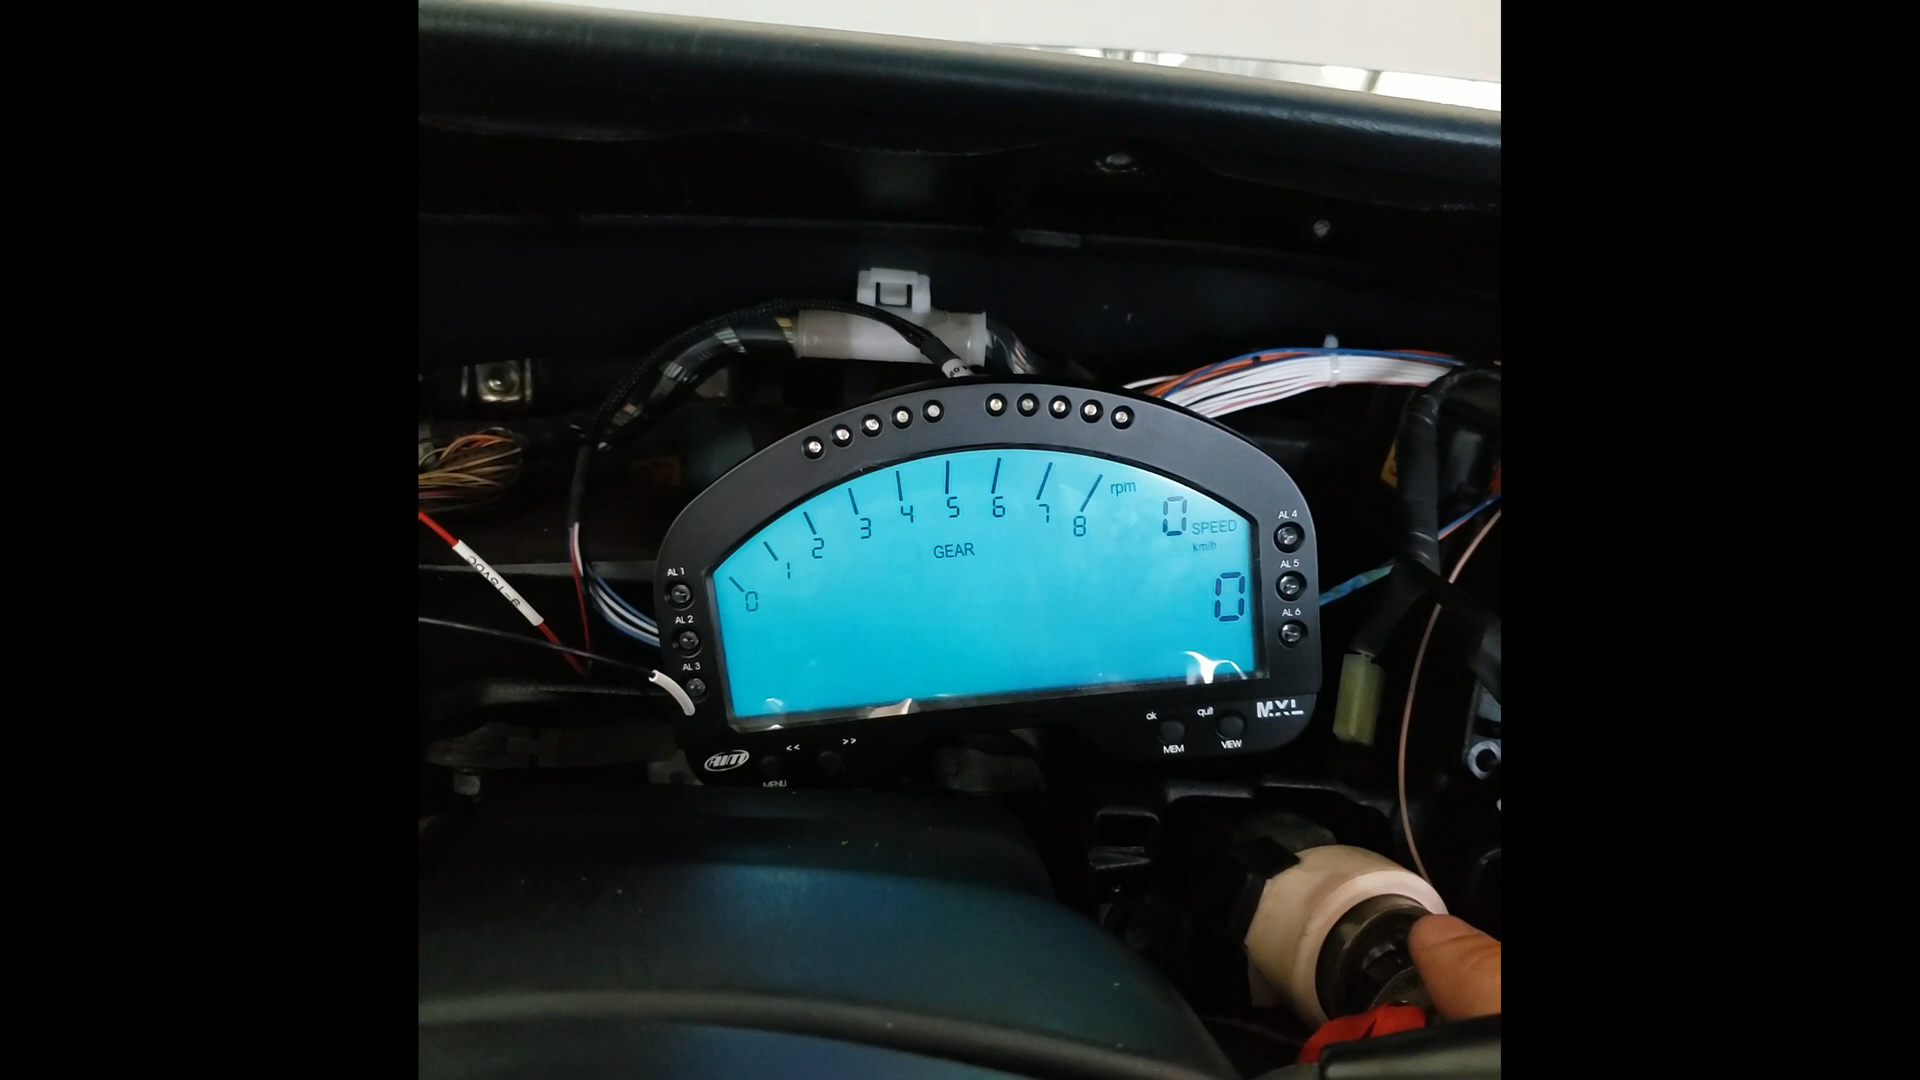 0 1 2 3 4 5 6 7 8 rpm
0 SPEED
km/h
GEAR
0
AL 1
AL 2
AL 3
AL 4
AL 5
AL 6
MXL
ok
quit
MEM
VIEW
<< >>
AiM
MENU